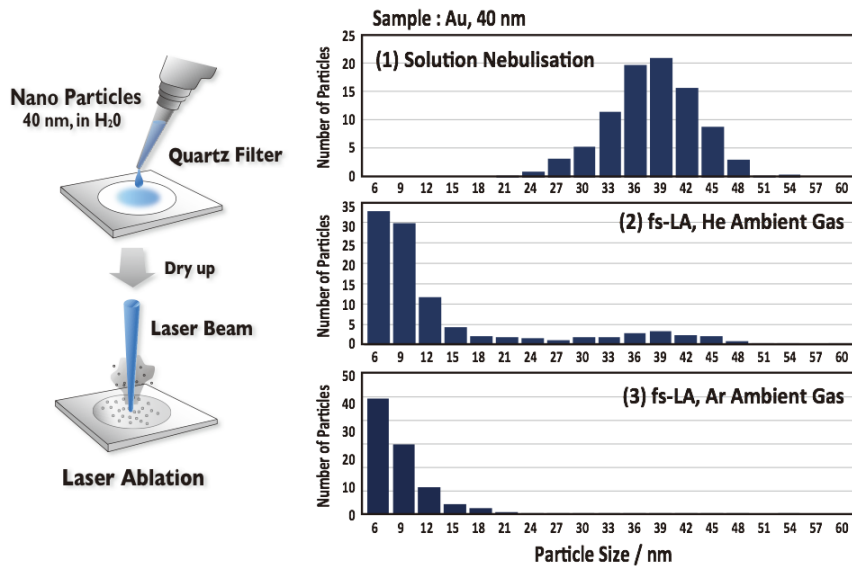 Nano Particles
40 nm, in H₂0
Quartz Filter
Dry up
Laser Beam
Laser Ablation
Sample : Au, 40 nm
(1) Solution Nebulisation
Number of Particles
25
20
15
10
5
0
6 9 12 15 18 21 24 27 30 33 36 39 42 45 48 51 54 57 60
(2) fs-LA, He Ambient Gas
Number of Particles
35
30
25
20
15
10
5
0
6 9 12 15 18 21 24 27 30 33 36 39 42 45 48 51 54 57 60
(3) fs-LA, Ar Ambient Gas
Number of Particles
50
40
30
20
10
0
6 9 12 15 18 21 24 27 30 33 36 39 42 45 48 51 54 57 60
Particle Size / nm